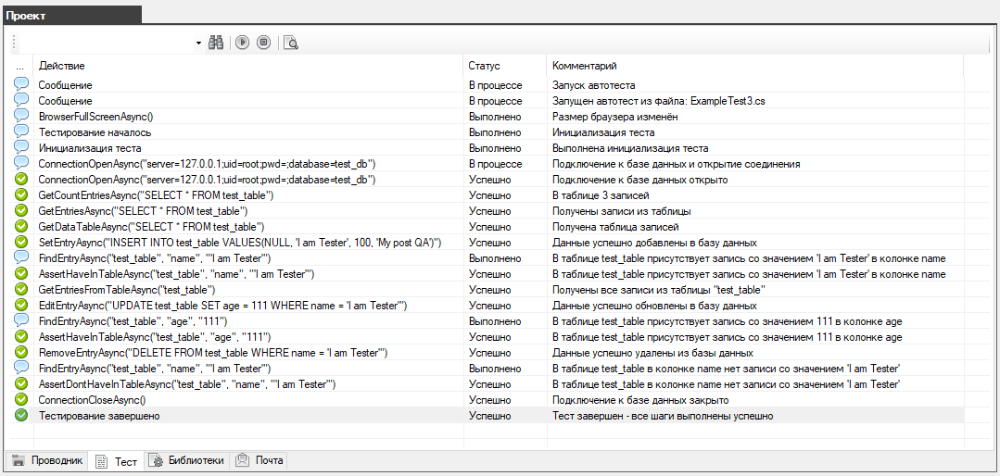 Проект
... Действие Статус Комментарий
Сообщение В процессе Запуск автотеста
Сообщение В процессе Запущен автотест из файла: ExampleTest3.cs
BrowserFullScreenAsync() Выполнено Размер браузера изменён
Тестирование началось Выполнено Инициализация теста
Инициализация теста Выполнено Выполнена инициализация теста
ConnectionOpenAsync("server=127.0.0.1;uid=root;pwd=;database=test_db") В процессе Подключение к базе данных и открытие соединения
ConnectionOpenAsync("server=127.0.0.1;uid=root;pwd=;database=test_db") Успешно Подключение к базе данных открыто
GetCountEntriesAsync("SELECT * FROM test_table") Успешно В таблице 3 записей
GetEntriesAsync("SELECT * FROM test_table") Успешно Получены записи из таблицы
GetDataTableAsync("SELECT * FROM test_table") Успешно Получена таблица записей
SetEntryAsync("INSERT INTO test_table VALUES(NULL, 'I am Tester', 100, 'My post QA')") Успешно Данные успешно добавлены в базу данных
FindEntryAsync("test_table", "name", "'I am Tester'") Выполнено В таблице test_table присутствует запись со значением 'I am Tester' в колонке name
AssertHaveInTableAsync("test_table", "name", "'I am Tester'") Успешно В таблице test_table присутствует запись со значением 'I am Tester' в колонке name
GetEntriesFromTableAsync("test_table") Успешно Получены все записи из таблицы "test_table"
EditEntryAsync("UPDATE test_table SET age = 111 WHERE name = 'I am Tester'") Успешно Данные успешно обновлены в базу данных
FindEntryAsync("test_table", "age", "111") Выполнено В таблице test_table присутствует запись со значением 111 в колонке age
AssertHaveInTableAsync("test_table", "age", "111") Успешно В таблице test_table присутствует запись со значением 111 в колонке age
RemoveEntryAsync("DELETE FROM test_table WHERE name = 'I am Tester'") Успешно Данные успешно удалены из базы данных
FindEntryAsync("test_table", "name", "'I am Tester'") Выполнено В таблице test_table в колонке name нет записи со значением 'I am Tester'
AssertDontHaveInTableAsync("test_table", "name", "'I am Tester'") Успешно В таблице test_table в колонке name нет записи со значением 'I am Tester'
ConnectionCloseAsync() Успешно Подключение к базе данных закрыто
Тестирование завершено Успешно Тест завершен - все шаги выполнены успешно
Проводник Тест Библиотеки Почта